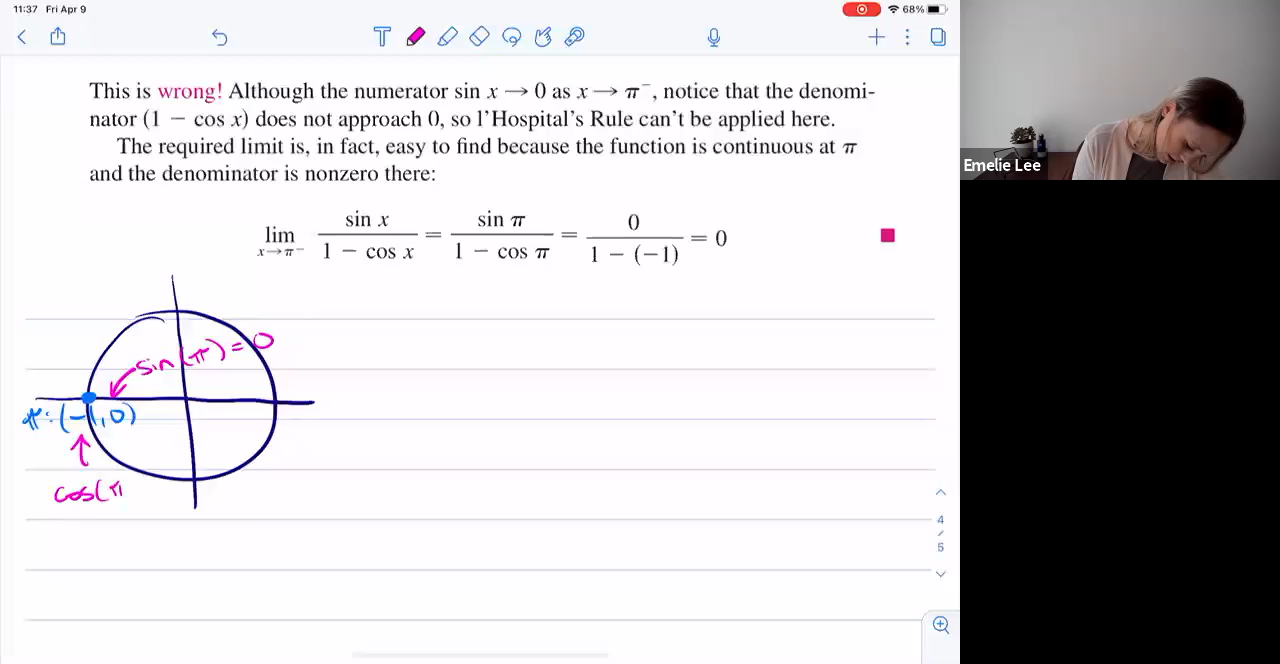 11:37 Fri Apr 9
68%
This is wrong! Although the numerator sin x → 0 as x → π⁻, notice that the denomi-
nator (1 − cos x) does not approach 0, so l’Hospital’s Rule can’t be applied here.
The required limit is, in fact, easy to find because the function is continuous at π
and the denominator is nonzero there:
lim x→π⁻ sin x / (1 − cos x) = sin π / (1 − cos π) = 0 / (1 − (−1)) = 0
sin(π) = 0
π: (-1,0)
cos(π
4
/
5
Emelie Lee